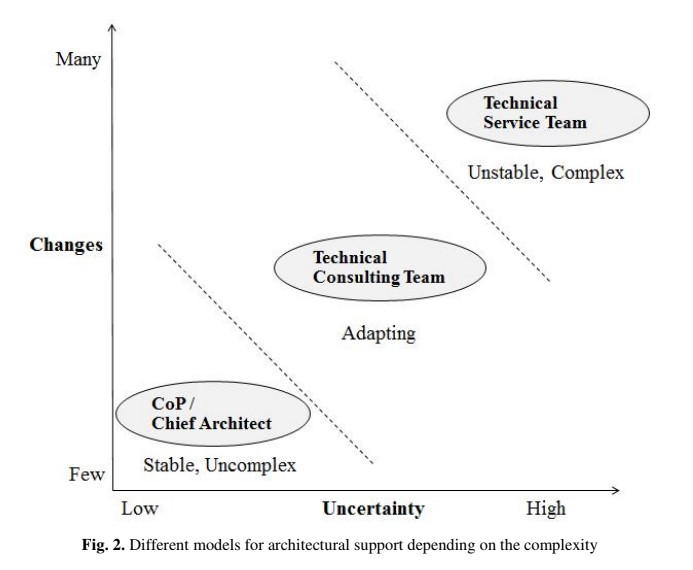 Many
Technical
Service Team
Unstable, Complex
Changes
Technical
Consulting Team
Adapting
CoP /
Chief Architect
Stable, Uncomplex
Few
Low
Uncertainty
High
Fig. 2. Different models for architectural support depending on the complexity